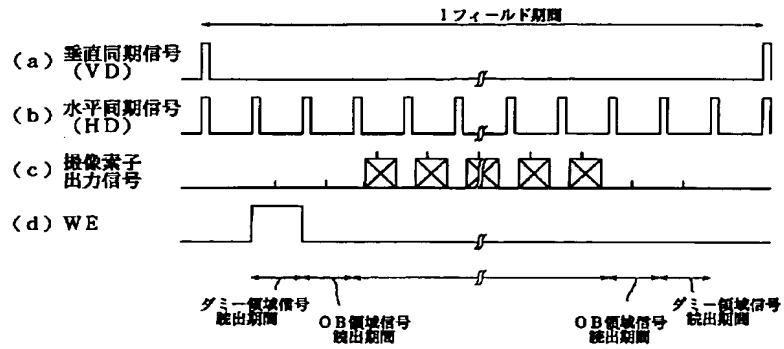 1フィールド期間
(a) 垂直同期信号
(VD)
(b) 水平同期信号
(HD)
(c) 撮像素子
出力信号
(d) WE
ダミー領域信号
読出期間
OB領域信号
読出期間
OB領域信号
読出期間
ダミー領域信号
読出期間